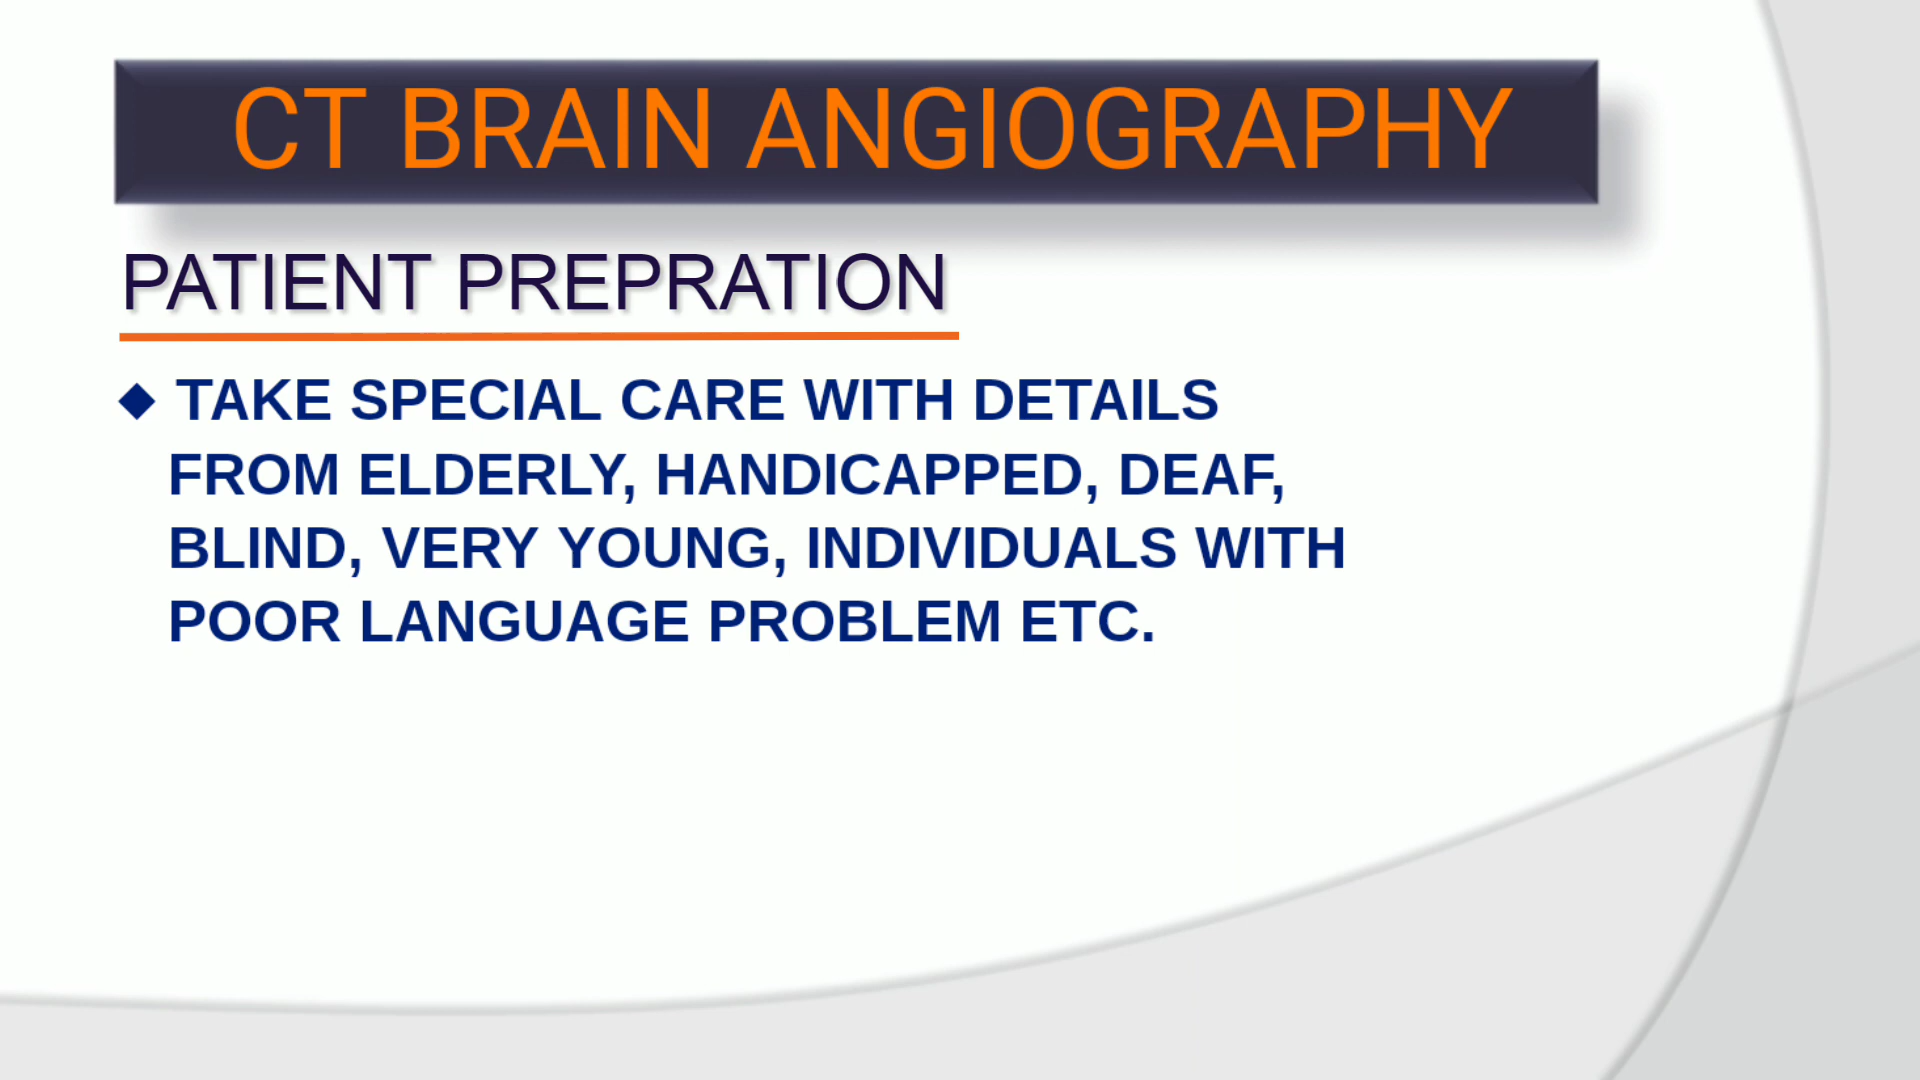 CT BRAIN ANGIOGRAPHY
PATIENT PREPRATION
◆ TAKE SPECIAL CARE WITH DETAILS
FROM ELDERLY, HANDICAPPED, DEAF,
BLIND, VERY YOUNG, INDIVIDUALS WITH
POOR LANGUAGE PROBLEM ETC.